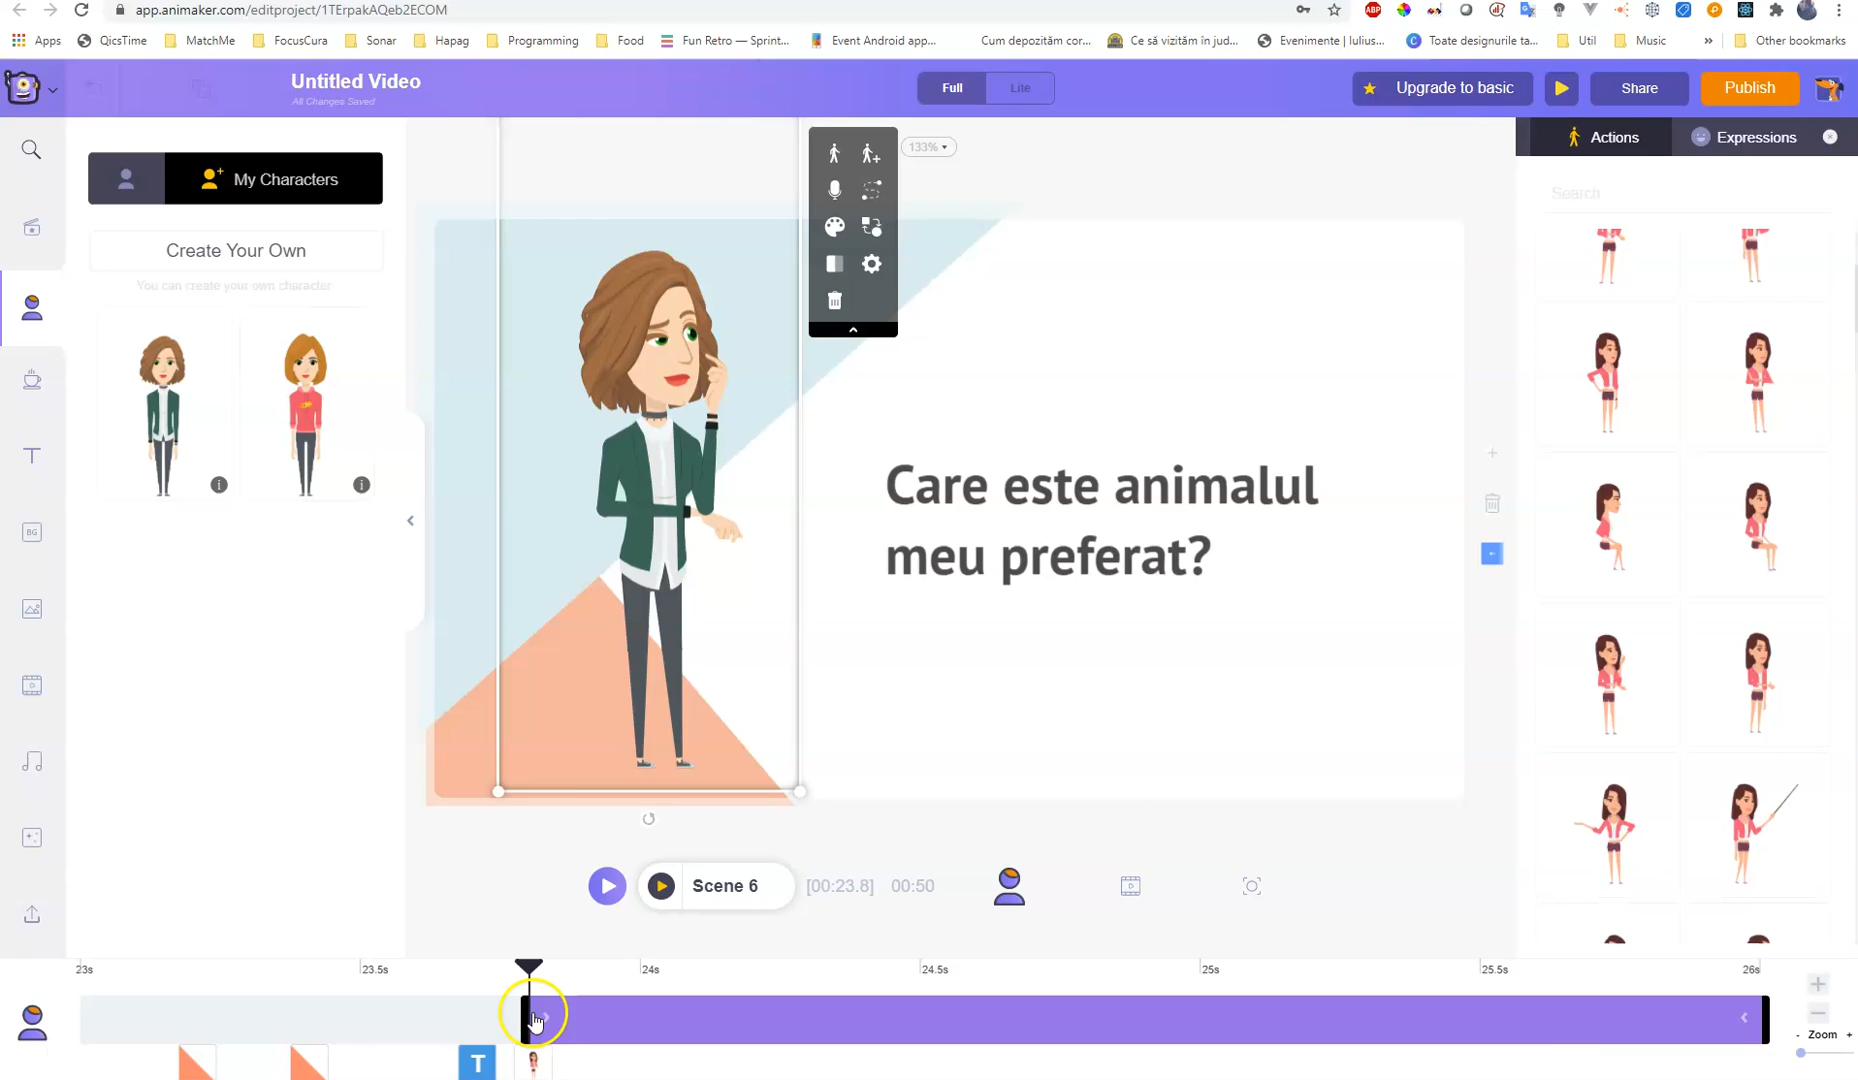 app.animaker.com/editproject/1TErpakAQeb2ECOM
ABP
Apps
QicsTime
MatchMe
FocusCura
Sonar
Hapag
Programming
Food
Fun Retro — Sprint...
Event Android app...
Cum depozităm cor...
Ce să vizităm în jud...
Evenimente | Iulius...
Toate designurile ta...
Util
Music
»
Other bookmarks
Untitled Video
All Changes Saved
Full
Lite
Upgrade to basic
Share
Publish
My Characters
133%
Actions
Expressions
Search
Create Your Own
You can create your own character
Care este animalul
meu preferat?
T
BG
Scene 6
[00:23.8]
00:50
23s
23.5s
24s
24.5s
25s
25.5s
26s
- Zoom +
T